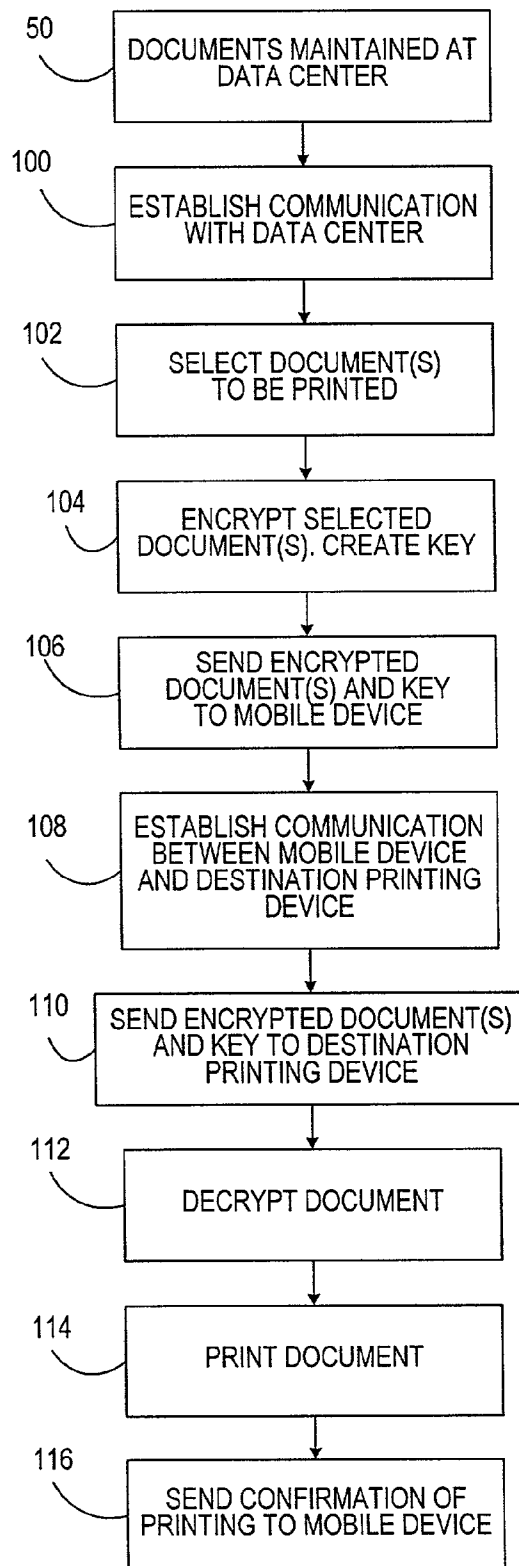 50
DOCUMENTS MAINTAINED AT
DATA CENTER
100
ESTABLISH COMMUNICATION
WITH DATA CENTER
102
SELECT DOCUMENT(S)
TO BE PRINTED
104
ENCRYPT SELECTED
DOCUMENT(S). CREATE KEY
106
SEND ENCRYPTED
DOCUMENT(S) AND KEY
TO MOBILE DEVICE
108
ESTABLISH COMMUNICATION
BETWEEN MOBILE DEVICE
AND DESTINATION PRINTING
DEVICE
110
SEND ENCRYPTED DOCUMENT(S)
AND KEY TO DESTINATION
PRINTING DEVICE
112
DECRYPT DOCUMENT
114
PRINT DOCUMENT
116
SEND CONFIRMATION OF
PRINTING TO MOBILE DEVICE